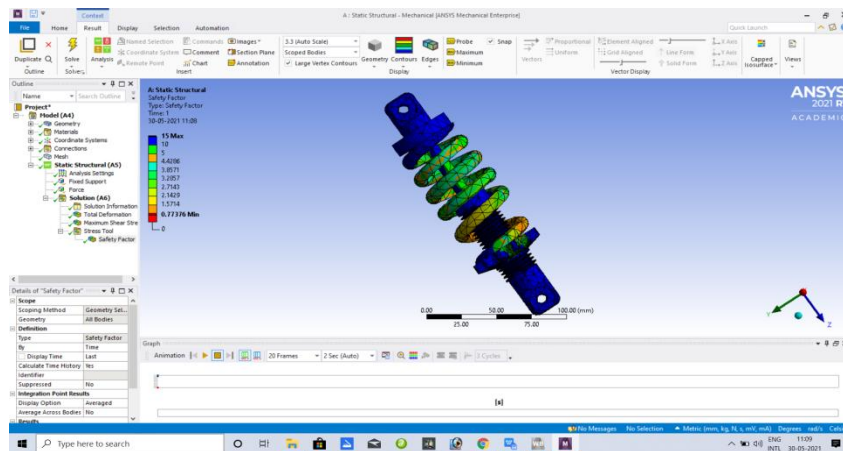 Context
A : Static Structural - Mechanical [ANSYS Mechanical Enterprise]
File Home Result Display Selection Automation
Quick Launch
Duplicate
Outline
Solve
Solver
Analysis
Named Selection
Coordinate System
Remote Point
Commands
Comment
Chart
Images
Section Plane
Annotation
Insert
3.3 (Auto Scale)
Scoped Bodies
Large Vertex Contours
Geometry Contours Edges
Display
Probe
Maximum
Minimum
Snap
Vectors
Proportional
Uniform
Element Aligned
Grid Aligned
Line Form
Solid Form
X Axis
Y Axis
Z Axis
Vector Display
Capped Isosurface
Views
Outline
Name
Search Outline
Project*
Model (A4)
Geometry
Materials
Coordinate Systems
Connections
Mesh
Static Structural (A5)
Analysis Settings
Fixed Support
Force
Solution (A6)
Solution Information
Total Deformation
Maximum Shear Stre
Stress Tool
Safety Factor
A: Static Structural
Safety Factor
Type: Safety Factor
Time: 1
30-05-2021 11:08
15 Max
10
5
4.4286
3.8571
3.2857
2.7143
2.1429
1.5714
0.77376 Min
0
ANSYS
2021 R
ACADEMIC
0.00 50.00 100.00 (mm)
25.00 75.00
Y
Z
Details of "Safety Factor"
Scope
Scoping Method Geometry Sel...
Geometry All Bodies
Definition
Type Safety Factor
By Time
Display Time Last
Calculate Time History Yes
Identifier
Suppressed No
Integration Point Results
Display Option Averaged
Average Across Bodies No
Results
Graph
Animation 20 Frames 2 Sec (Auto) 3 Cycles
[s]
No Messages No Selection Metric (mm, kg, N, s, mV, mA) Degrees rad/s Cels
Type here to search
ENG
INTL
11:09
30-05-2021